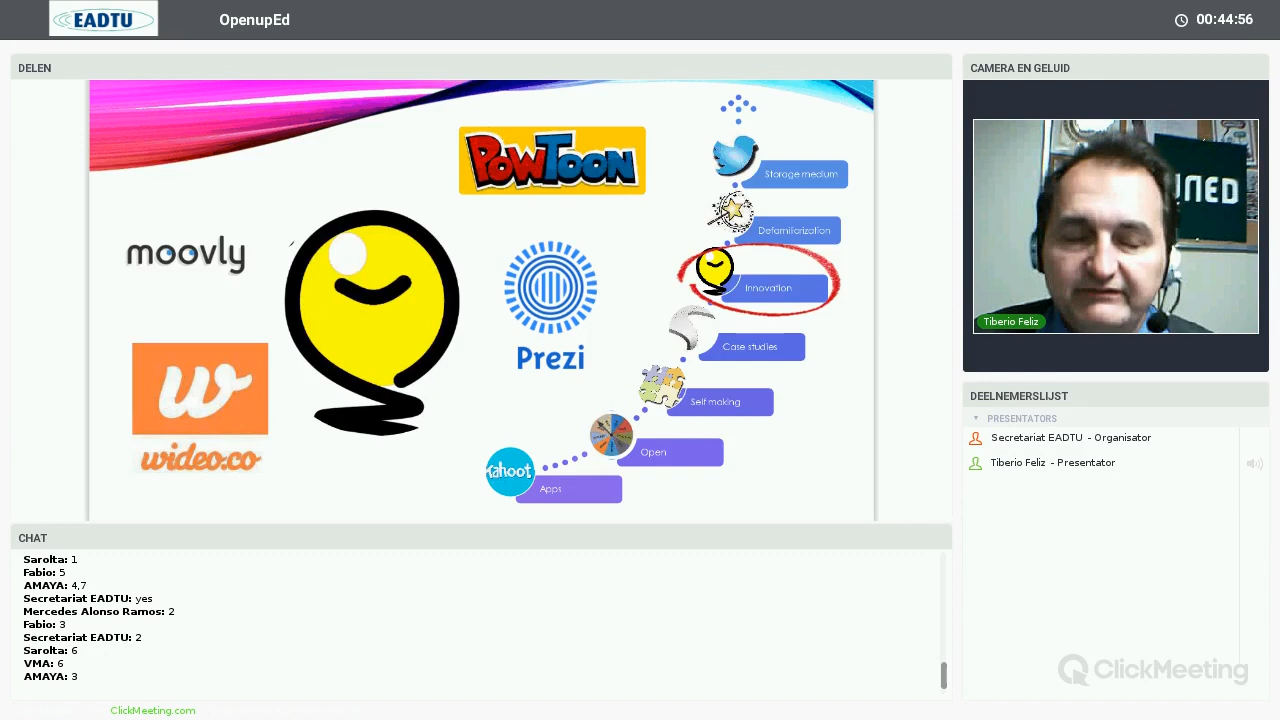 EADTU
OpenupEd
00:44:56
DELEN
CAMERA EN GELUID
POWTOON
Storage medium
UNED
moovly
Defamiliarization
Innovation
Tiberio Feliz
Prezi
Case studies
w
Self making
wideo.co
Open
Kahoot
Apps
DEELNEMERSLIJST
PRESENTATORS
Secretariat EADTU - Organisator
Tiberio Feliz - Presentator
CHAT
Sarolta: 1
Fabio: 5
AMAYA: 4,7
Secretariat EADTU: yes
Mercedes Alonso Ramos: 2
Fabio: 3
Secretariat EADTU: 2
Sarolta: 6
VMA: 6
AMAYA: 3
ClickMeeting
ClickMeeting.com